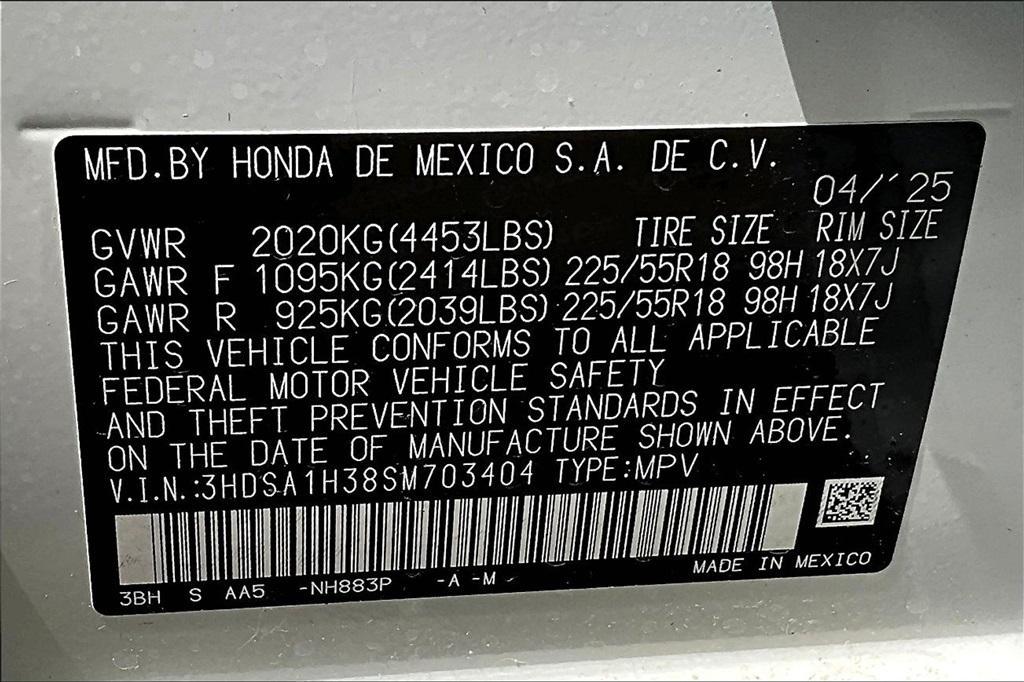 MFD.BY HONDA DE MEXICO S.A. DE C.V.
04/'25
GVWR 2020KG(4453LBS) TIRE SIZE RIM SIZE
GAWR F 1095KG(2414LBS) 225/55R18 98H 18X7J
GAWR R 925KG(2039LBS) 225/55R18 98H 18X7J
THIS VEHICLE CONFORMS TO ALL APPLICABLE
FEDERAL MOTOR VEHICLE SAFETY
AND THEFT PREVENTION STANDARDS IN EFFECT
ON THE DATE OF MANUFACTURE SHOWN ABOVE.
V.I.N.:3HDSA1H38SM703404 TYPE:MPV
MADE IN MEXICO
3BH S AA5 -NH883P -A -M -